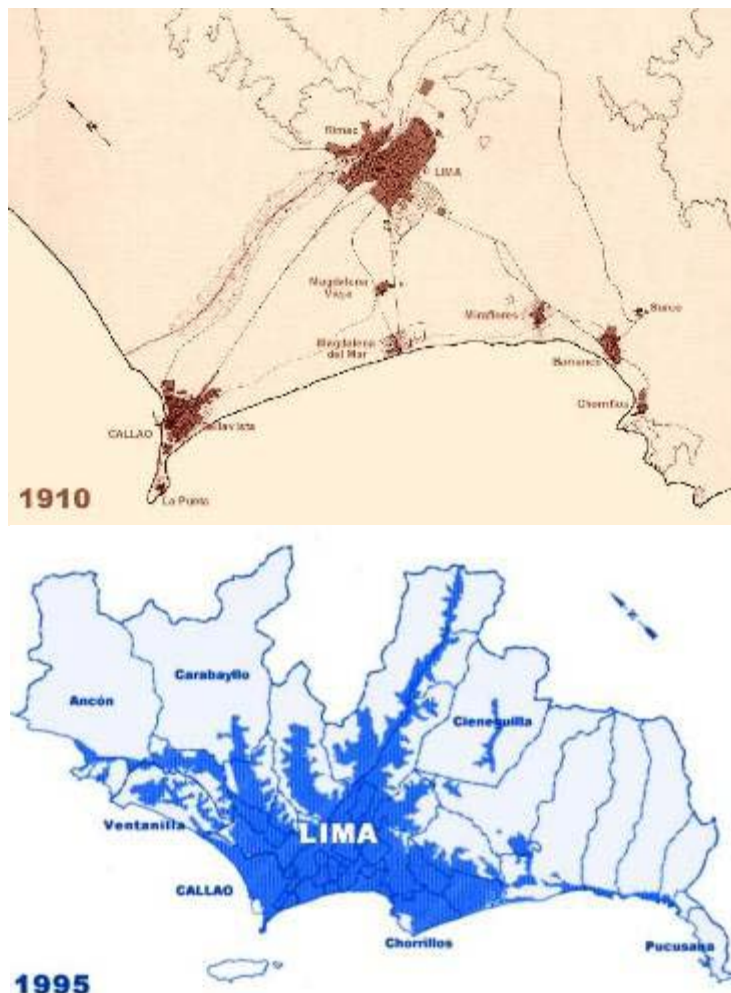 Rimac
LIMA
Magdalena
Vieja
Magdalena
del Mar
Miraflores
Surco
Barranco
Chorrillos
CALLAO
Bellavista
La Punta
1910
Ancón
Carabayllo
Cieneguilla
Ventanilla
LIMA
CALLAO
Chorrillos
Pucusana
1995